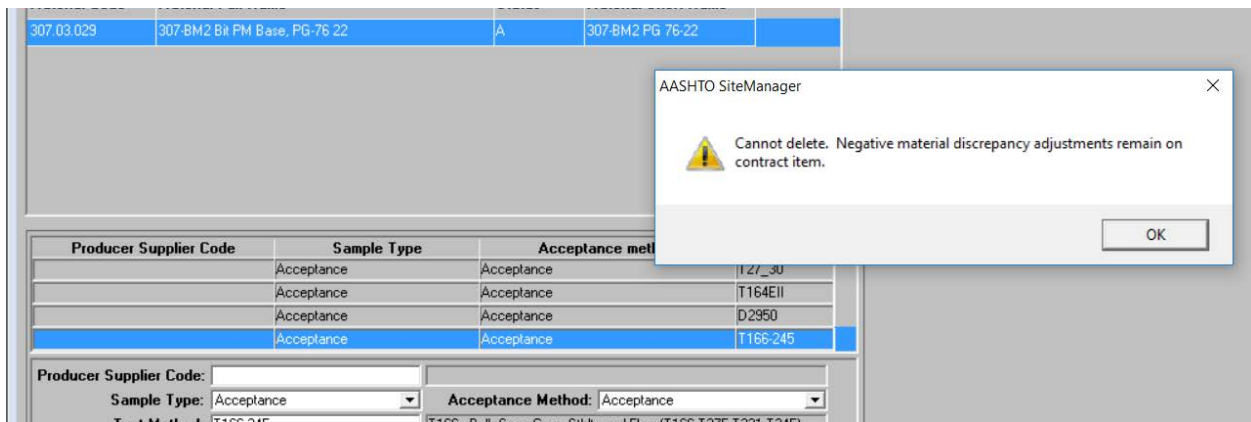 307.03.029 307-BM2 Bit PM Base, PG-76 22 A 307-BM2 PG 76-22
AASHTO SiteManager
Cannot delete. Negative material discrepancy adjustments remain on
contract item.
OK
Producer Supplier Code Sample Type Acceptance
Acceptance Acceptance T27_30
Acceptance Acceptance T164EII
Acceptance Acceptance D2950
Acceptance Acceptance T166-245
Producer Supplier Code:
Sample Type: Acceptance Acceptance Method: Acceptance